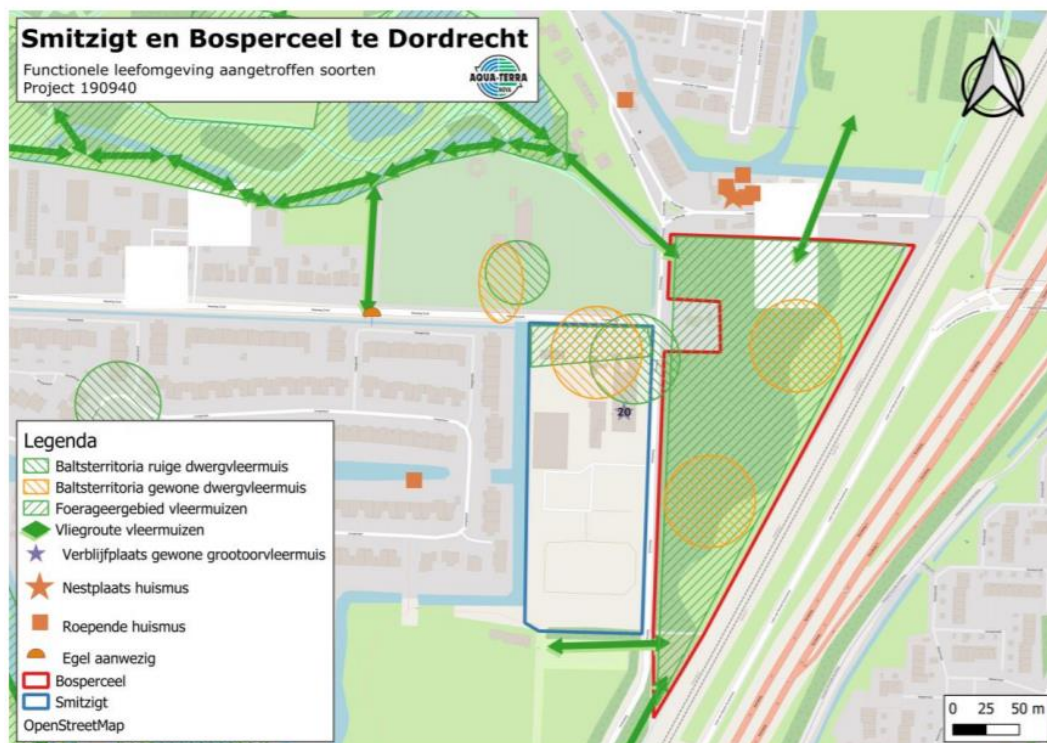 Smitzigt en Bosperceel te Dordrecht
Functionele leefomgeving aangetroffen soorten
Project 190940
AQUA-TERRA
N
20
Legenda
Baltsterritoria ruige dwergvleermuis
Baltsterritoria gewone dwergvleermuis
Foerageergebied vleermuizen
Vliegroute vleermuizen
Verblijfplaats gewone grootoorvleermuis
Nestplaats huismus
Roepende huismus
Egel aanwezig
Bosperceel
Smitzigt
OpenStreetMap
0 25 50 m